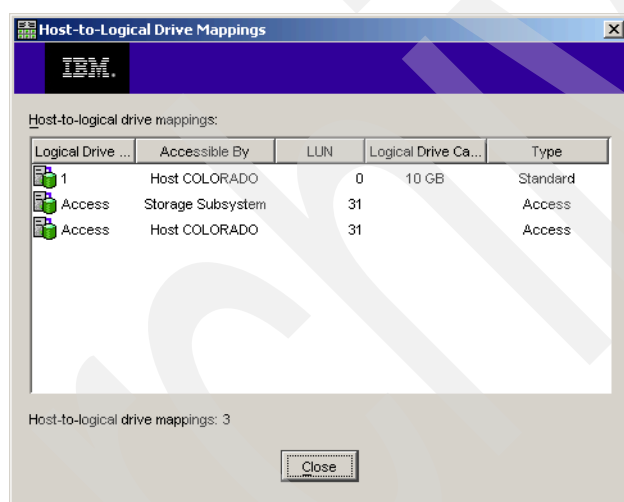 Host-to-Logical Drive Mappings
IBM.
Host-to-logical drive mappings:
Logical Drive ... Accessible By LUN Logical Drive Ca... Type
1 Host COLORADO 0 10 GB Standard
Access Storage Subsystem 31 Access
Access Host COLORADO 31 Access
Host-to-logical drive mappings: 3
Close